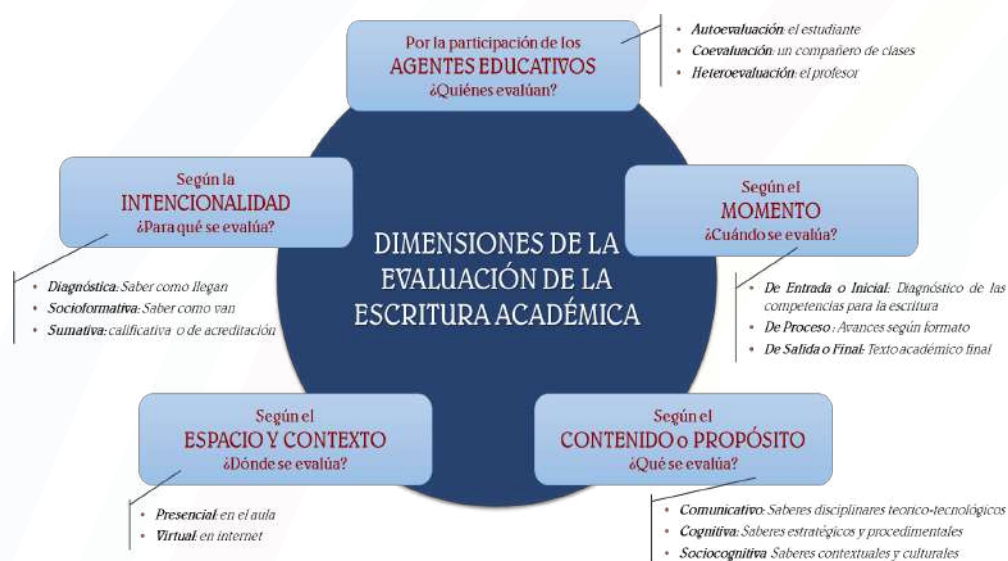 Por la participación de los
AGENTES EDUCATIVOS
¿Quiénes evalúan?
• Autoevaluación: el estudiante
• Coevaluación: un compañero de clases
• Heteroevaluación: el profesor
Según la
INTENCIONALIDAD
¿Para qué se evalúa?
• Diagnóstica: Saber como llegan
• Socioformativa: Saber como van
• Sumativa: calificativa o de acreditación
Según el
MOMENTO
¿Cuándo se evalúa?
• De Entrada o Inicial: Diagnóstico de las
competencias para la escritura
• De Proceso : Avances según formato
• De Salida o Final: Texto académico final
DIMENSIONES DE LA
EVALUACIÓN DE LA
ESCRITURA ACADÉMICA
Según el
ESPACIO Y CONTEXTO
¿Dónde se evalúa?
• Presencial: en el aula
• Virtual: en internet
Según el
CONTENIDO o PROPÓSITO
¿Qué se evalúa?
• Comunicativo: Saberes disciplinares teorico-tecnológicos
• Cognitiva: Saberes estratégicos y procedimentales
• Sociocognitiva Saberes contextuales y culturales